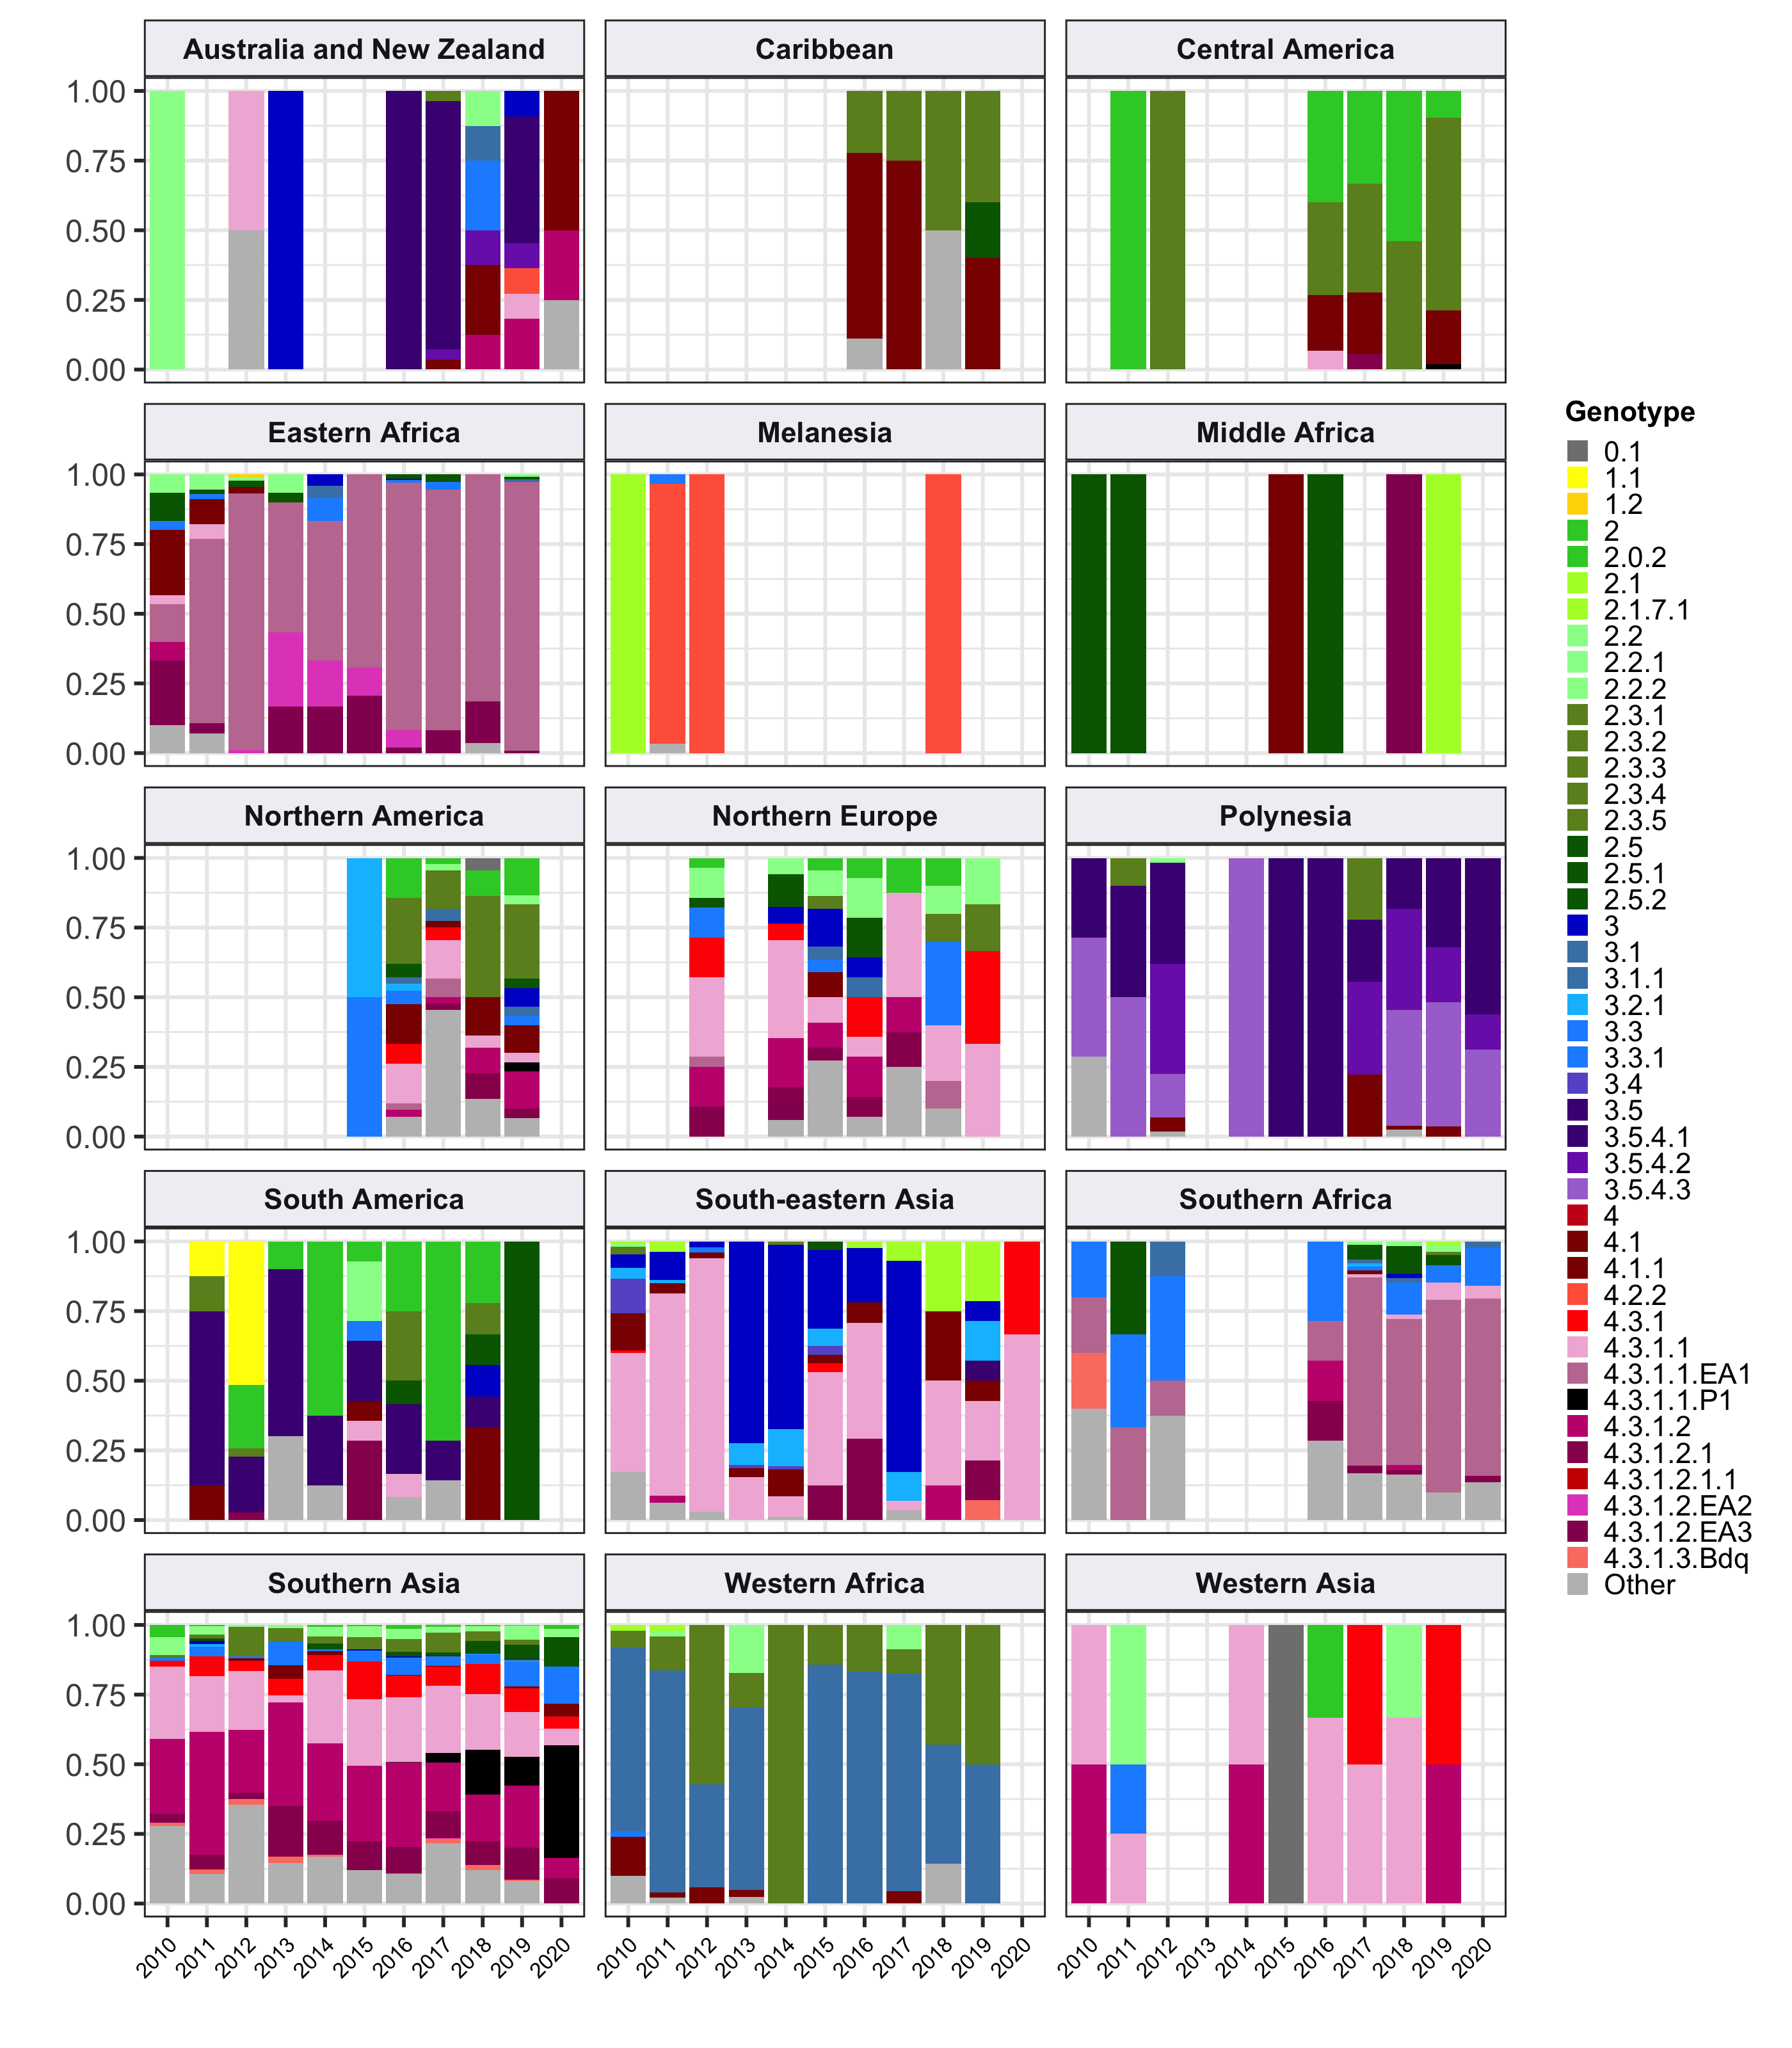 Australia and New Zealand
Caribbean
Central America
1.00
0.75
0.50
0.25
0.00
Eastern Africa
Melanesia
Middle Africa
1.00
0.75
0.50
0.25
0.00
Northern America
Northern Europe
Polynesia
1.00
0.75
0.50
0.25
0.00
South America
South-eastern Asia
Southern Africa
1.00
0.75
0.50
0.25
0.00
Southern Asia
Western Africa
Western Asia
1.00
0.75
0.50
0.25
0.00
2010 2011 2012 2013 2014 2015 2016 2017 2018 2019 2020
2010 2011 2012 2013 2014 2015 2016 2017 2018 2019 2020
2010 2011 2012 2013 2014 2015 2016 2017 2018 2019 2020
Genotype
0.1
1.1
1.2
2
2.0.2
2.1
2.1.7.1
2.2
2.2.1
2.2.2
2.3.1
2.3.2
2.3.3
2.3.4
2.3.5
2.5
2.5.1
2.5.2
3
3.1
3.1.1
3.2.1
3.3
3.3.1
3.4
3.5
3.5.4.1
3.5.4.2
3.5.4.3
4
4.1
4.1.1
4.2.2
4.3.1
4.3.1.1
4.3.1.1.EA1
4.3.1.1.P1
4.3.1.2
4.3.1.2.1
4.3.1.2.1.1
4.3.1.2.EA2
4.3.1.2.EA3
4.3.1.3.Bdq
Other